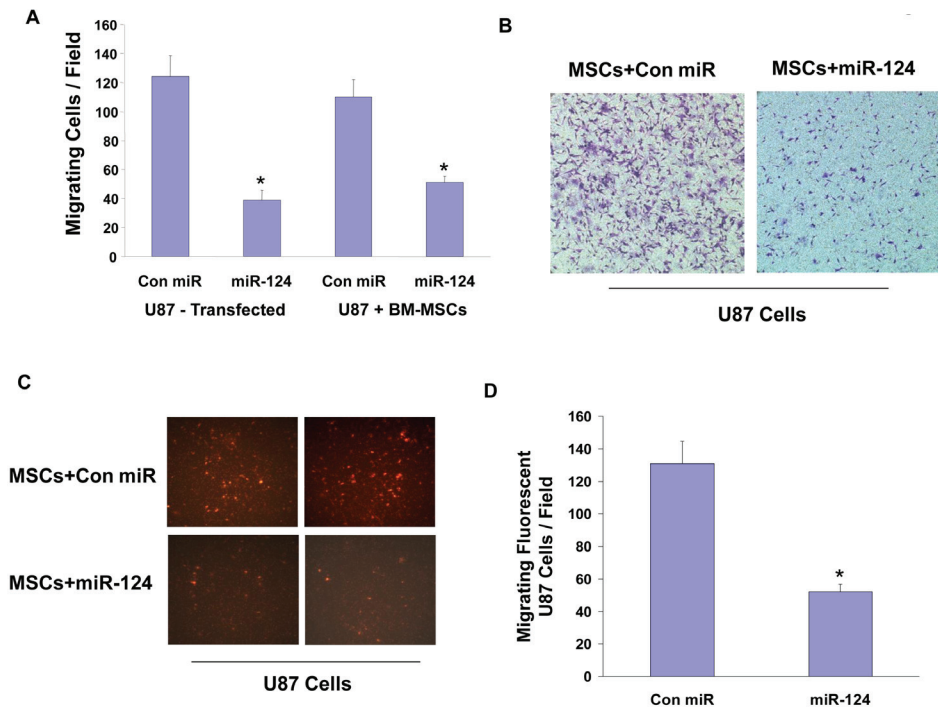 A
Migrating Cells / Field
160
140
120
100
80
60
40
20
0
*
*
Con miR miR-124 Con miR miR-124
U87 - Transfected U87 + BM-MSCs
B
MSCs+Con miR MSCs+miR-124
U87 Cells
C
MSCs+Con miR
MSCs+miR-124
U87 Cells
D
Migrating Fluorescent
U87 Cells / Field
160
140
120
100
80
60
40
20
0
*
Con miR miR-124